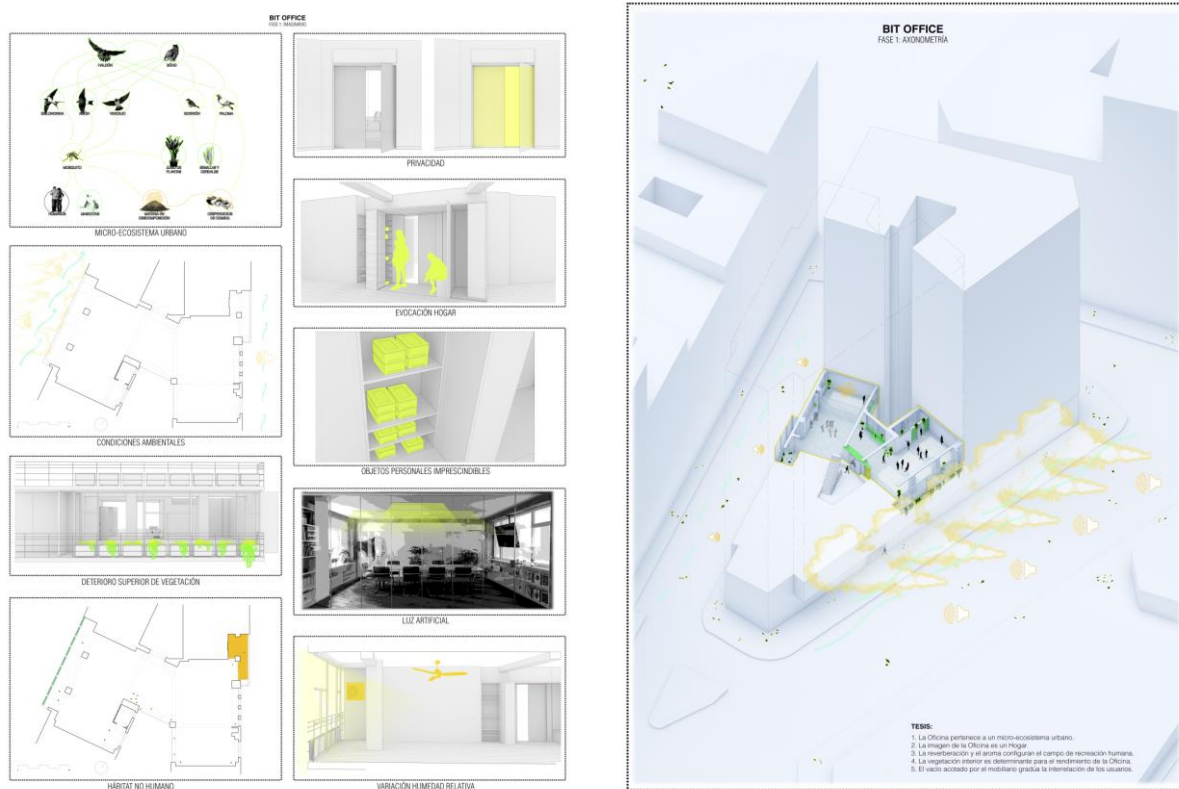 BIT OFFICE
FASE 1: IMAGINARIO
HALCÓN
BÚHO
GOLONDRINA
AVIÓN
VENCEJO
GORRIÓN
PALOMA
MOSQUITO
PLANTAS
SEMILLAS Y
CEREALES
HUMANOS
MASCOTAS
MATERIA EN
DESCOMPOSICIÓN
DESPERDICIOS
DE COMIDA
MICRO-ECOSISTEMA URBANO
CONDICIONES AMBIENTALES
DETERIORO SUPERIOR DE VEGETACIÓN
HÁBITAT NO HUMANO
PRIVACIDAD
EVOCACIÓN HOGAR
OBJETOS PERSONALES IMPRESCINDIBLES
LUZ ARTIFICIAL
VARIACIÓN HUMEDAD RELATIVA
BIT OFFICE
FASE 1: AXONOMETRÍA
TESIS:
1. La Oficina pertenece a un micro-ecosistema urbano.
2. La imagen de la Oficina es un Hogar.
3. La reverberación y el aroma configuran el campo de recreación humana.
4. La vegetación interior es determinante para el rendimiento de la Oficina.
5. El vacío acotado por el mobiliario gradúa la interrelación de los usuarios.